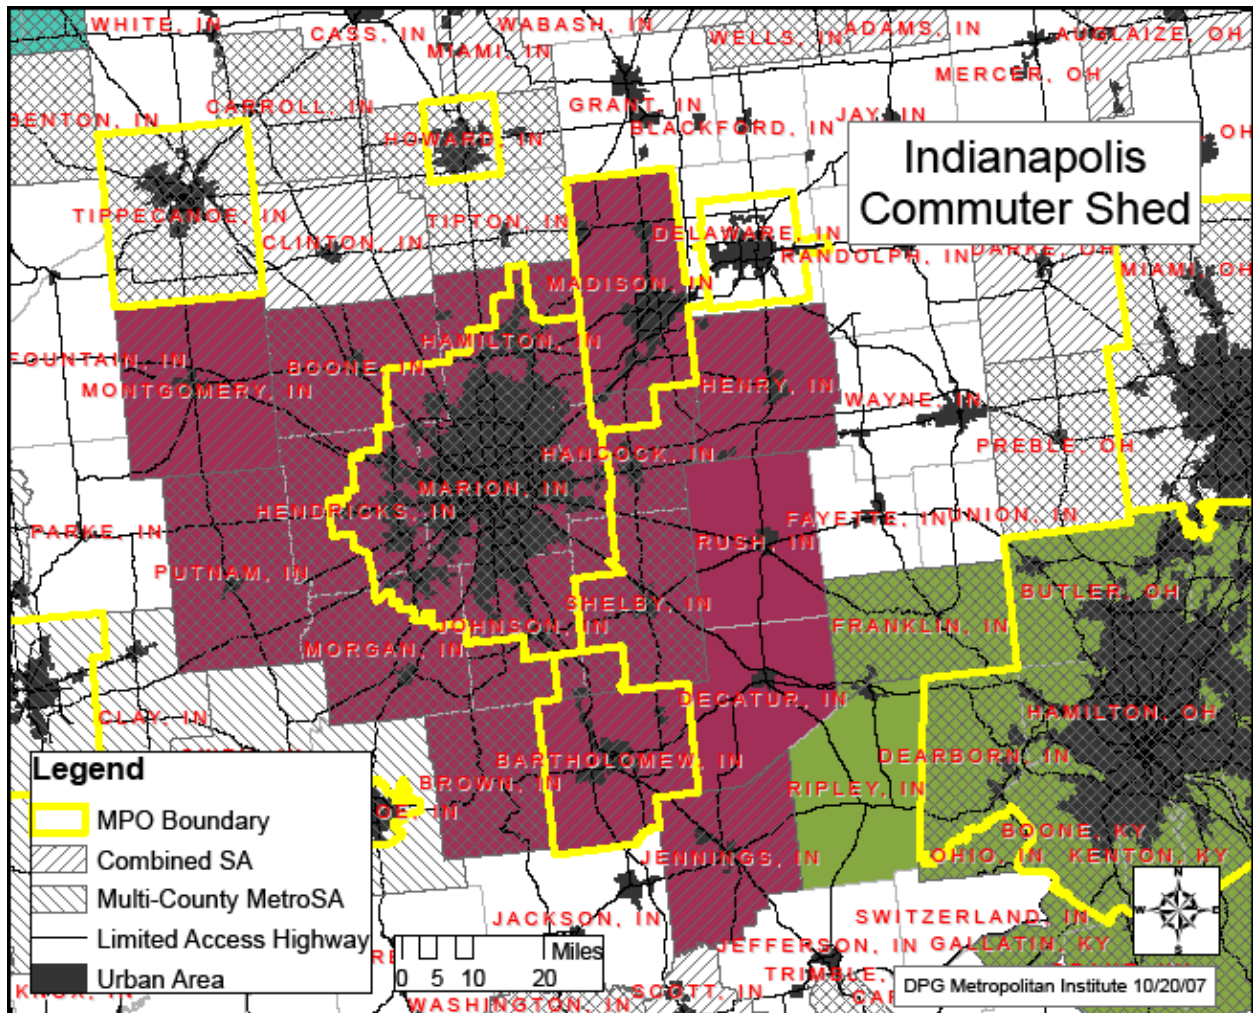 WHITE, IN
CASS, IN
WABASH, IN
MIAMI, IN
WELLS, IN
ADAMS, IN
AUGLAIZE, OH
MERCER, OH
BENTON, IN
CARROLL, IN
HOWARD, IN
GRANT, IN
BLACKFORD, IN
JAY, IN
OH
Indianapolis
Commuter Shed
TIPPECANOE, IN
CLINTON, IN
TIPTON, IN
DELAWARE, IN
RANDOLPH, IN
DARKE, OH
MIAMI, OH
MADISON, IN
FOUNTAIN, IN
MONTGOMERY, IN
BOONE, IN
HAMILTON, IN
HENRY, IN
WAYNE, IN
PREBLE, OH
HANCOCK, IN
MARION, IN
HENDRICKS, IN
PARKE, IN
PUTNAM, IN
RUSH, IN
FAYETTE, IN
UNION, IN
BUTLER, OH
SHELBY, IN
JOHNSON, IN
MORGAN, IN
FRANKLIN, IN
CLAY, IN
DECATUR, IN
HAMILTON, OH
BARTHOLOMEW, IN
BROWN, IN
DEARBORN, IN
RIPLEY, IN
OE, IN
JENNINGS, IN
BOONE, KY
OHIO, IN
KENTON, KY
JACKSON, IN
SWITZERLAND, IN
JEFFERSON, IN
GALLATIN, KY
TRIMBLE,
SCOTT, IN
WASHINGTON, IN
KNOX, IN
Legend
MPO Boundary
Combined SA
Multi-County MetroSA
Limited Access Highway
Urban Area
Miles
0 5 10 20
N
W E
S
DPG Metropolitan Institute 10/20/07